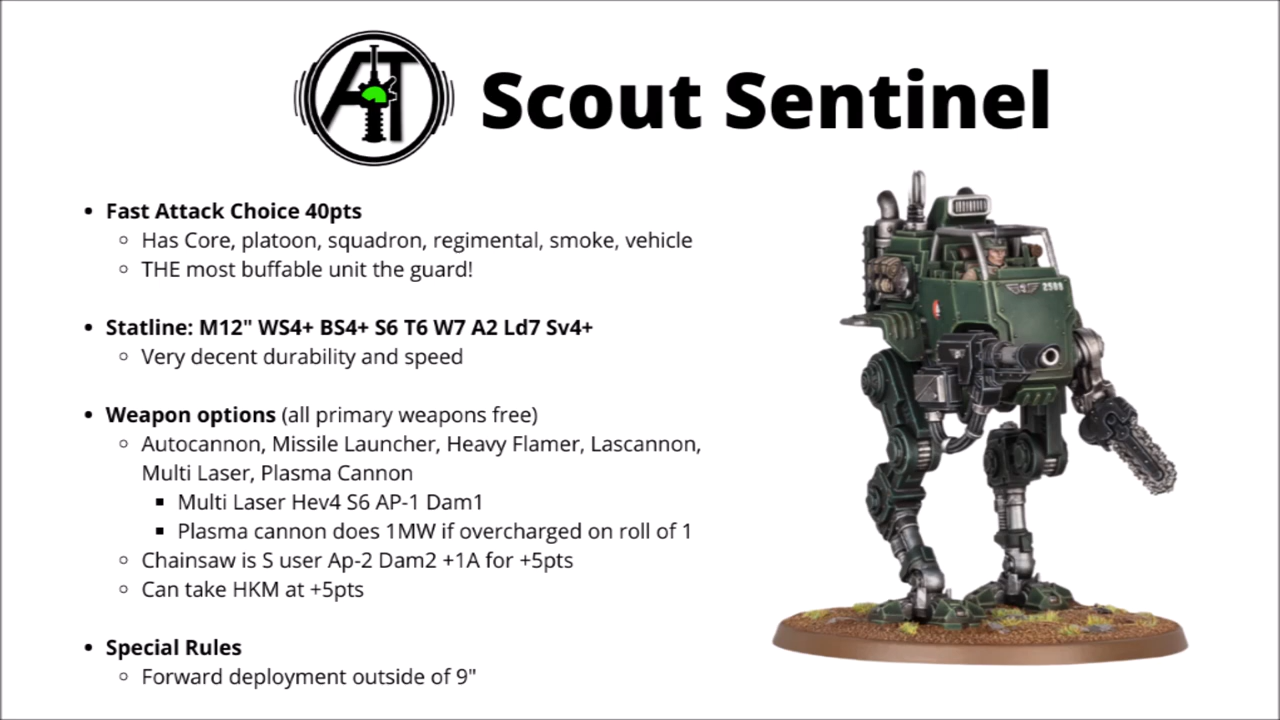 AT
Scout Sentinel
• Fast Attack Choice 40pts
○ Has Core, platoon, squadron, regimental, smoke, vehicle
○ THE most buffable unit the guard!
• Statline: M12" WS4+ BS4+ S6 T6 W7 A2 Ld7 Sv4+
○ Very decent durability and speed
• Weapon options (all primary weapons free)
○ Autocannon, Missile Launcher, Heavy Flamer, Lascannon,
Multi Laser, Plasma Cannon
▪ Multi Laser Hev4 S6 AP-1 Dam1
▪ Plasma cannon does 1MW if overcharged on roll of 1
○ Chainsaw is S user Ap-2 Dam2 +1A for +5pts
○ Can take HKM at +5pts
• Special Rules
○ Forward deployment outside of 9"